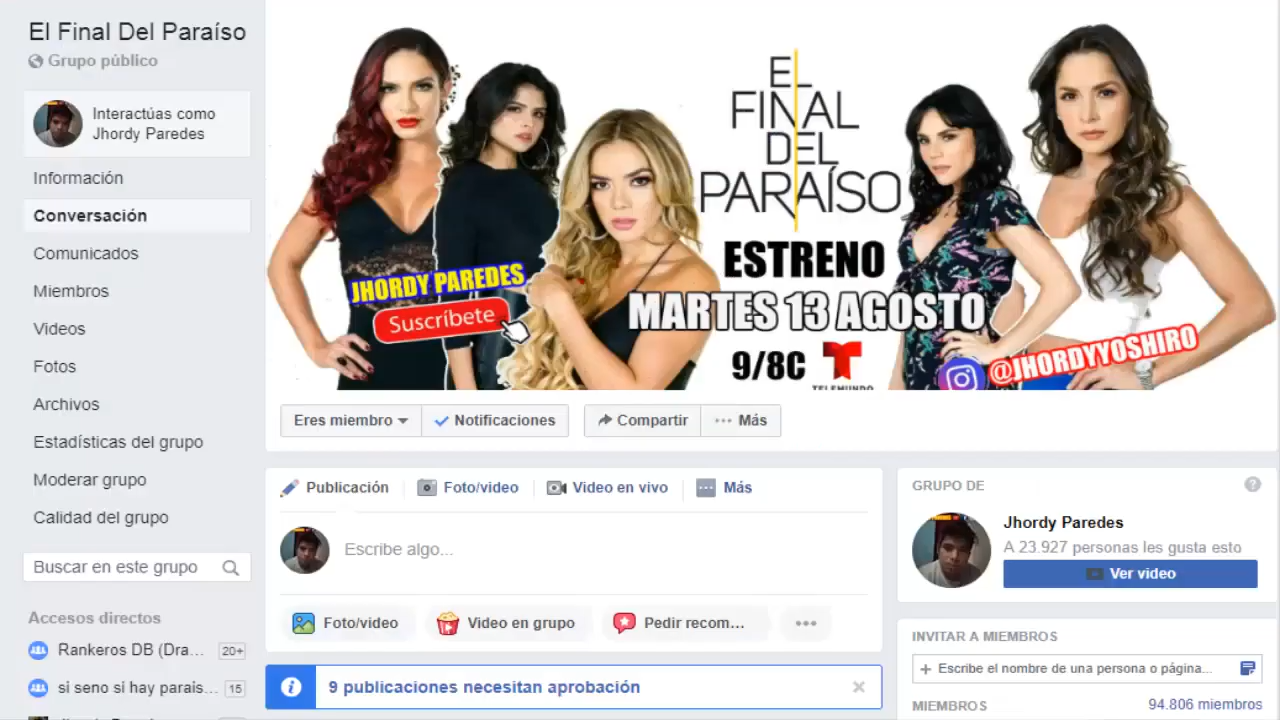 El Final Del Paraíso
Grupo público
Interactúas como
Jhordy Paredes
Información
Conversación
Comunicados
Miembros
Videos
Fotos
Archivos
Estadísticas del grupo
Moderar grupo
Calidad del grupo
Buscar en este grupo
Accesos directos
Rankeros DB (Dra... 20+
si seno sí hay parais... 15
EL
FINAL
DEL
PARAÍSO
ESTRENO
MARTES 13 AGOSTO
9/8C
TELEMUNDO
JHORDY PAREDES
Suscríbete
@JHORDYYOSHIRO
Eres miembro
Notificaciones
Compartir
Más
Publicación
Foto/video
Video en vivo
Más
Escribe algo...
Foto/video
Video en grupo
Pedir recom...
9 publicaciones necesitan aprobación
GRUPO DE
Jhordy Paredes
A 23.927 personas les gusta esto
Ver video
INVITAR A MIEMBROS
+ Escribe el nombre de una persona o página...
MIEMBROS
94.806 miembros